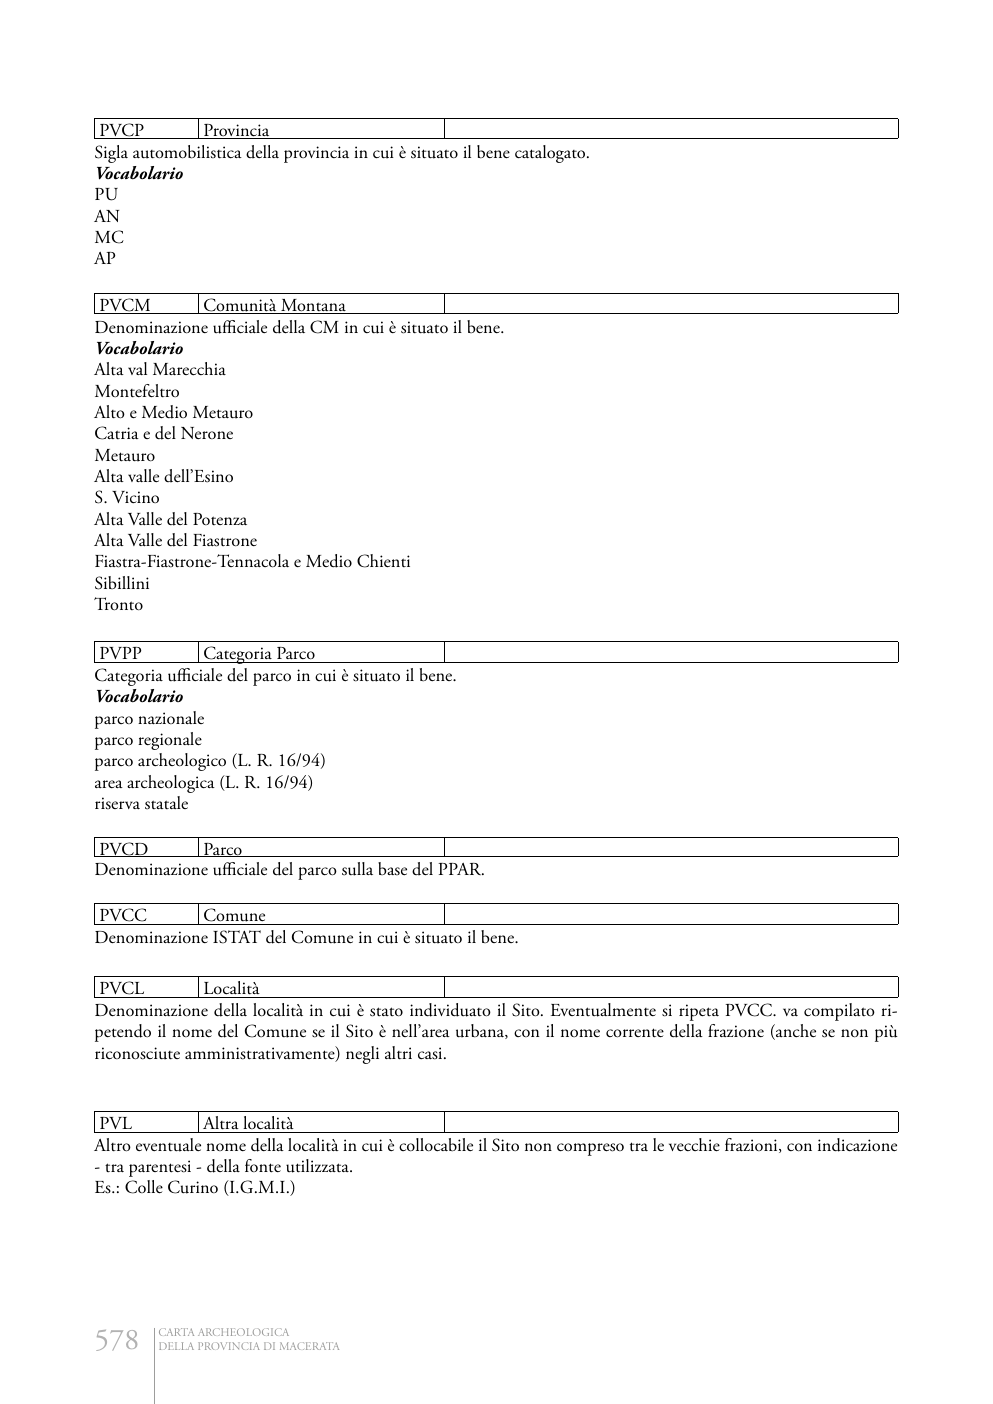 PVCP Provincia
Sigla automobilistica della provincia in cui è situato il bene catalogato.
Vocabolario
PU
AN
MC
AP
PVCM Comunità Montana
Denominazione ufficiale della CM in cui è situato il bene.
Vocabolario
Alta val Marecchia
Montefeltro
Alto e Medio Metauro
Catria e del Nerone
Metauro
Alta valle dell’Esino
S. Vicino
Alta Valle del Potenza
Alta Valle del Fiastrone
Fiastra-Fiastrone-Tennacola e Medio Chienti
Sibillini
Tronto
PVPP Categoria Parco
Categoria ufficiale del parco in cui è situato il bene.
Vocabolario
parco nazionale
parco regionale
parco archeologico (L. R. 16/94)
area archeologica (L. R. 16/94)
riserva statale
PVCD Parco
Denominazione ufficiale del parco sulla base del PPAR.
PVCC Comune
Denominazione ISTAT del Comune in cui è situato il bene.
PVCL Località
Denominazione della località in cui è stato individuato il Sito. Eventualmente si ripeta PVCC. va compilato ri-
petendo il nome del Comune se il Sito è nell’area urbana, con il nome corrente della frazione (anche se non più
riconosciute amministrativamente) negli altri casi.
PVL Altra località
Altro eventuale nome della località in cui è collocabile il Sito non compreso tra le vecchie frazioni, con indicazione
- tra parentesi - della fonte utilizzata.
Es.: Colle Curino (I.G.M.I.)
578 CARTA ARCHEOLOGICA
DELLA PROVINCIA DI MACERATA